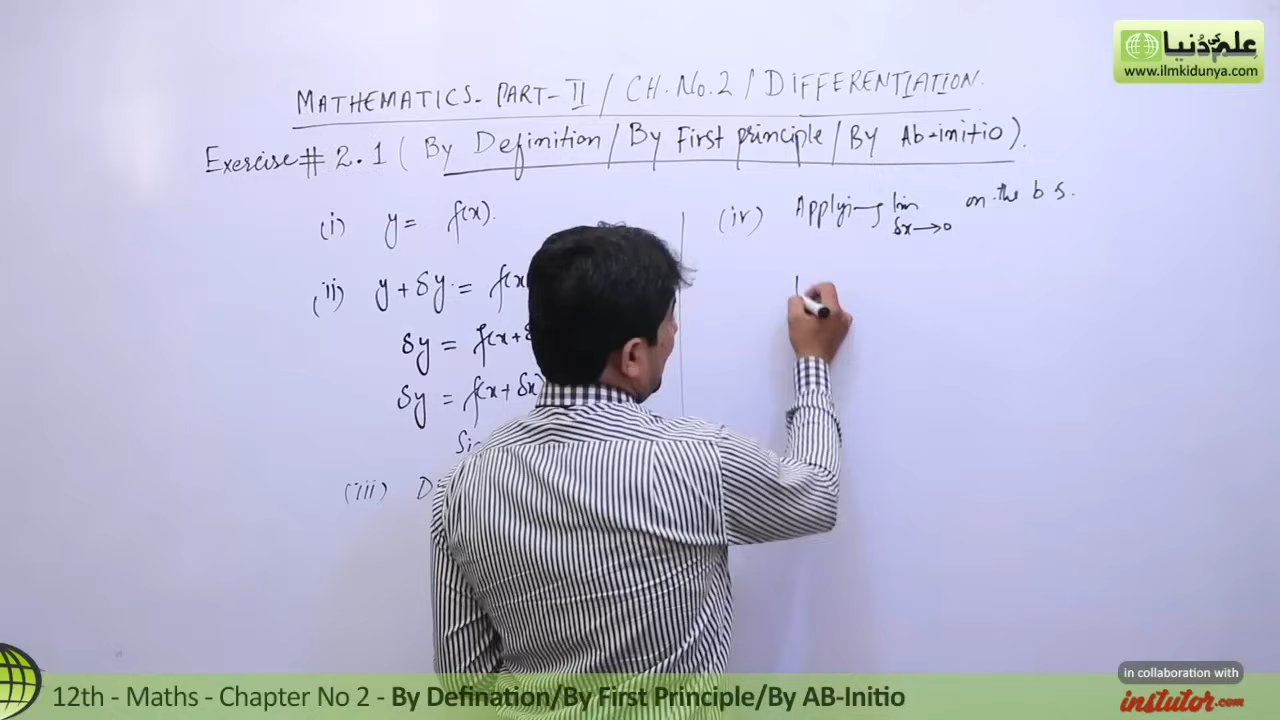 علم کی دُنیا
www.ilmkidunya.com
MATHEMATICS- PART-II / CH.No.2 / DIFFERENTIATION.
Exercise# 2.1 ( By Definition / By First principle / By Ab-initio ).
(i) y = f(x).
(ii) y + δy = f(x
δy = f(x+
δy = f(x + δx)
(iii) D
(iv) Applying lim δx→0 on the b s.
in collaboration with
instutor.com
12th - Maths - Chapter No 2 - By Defination/By First Principle/By AB-Initio